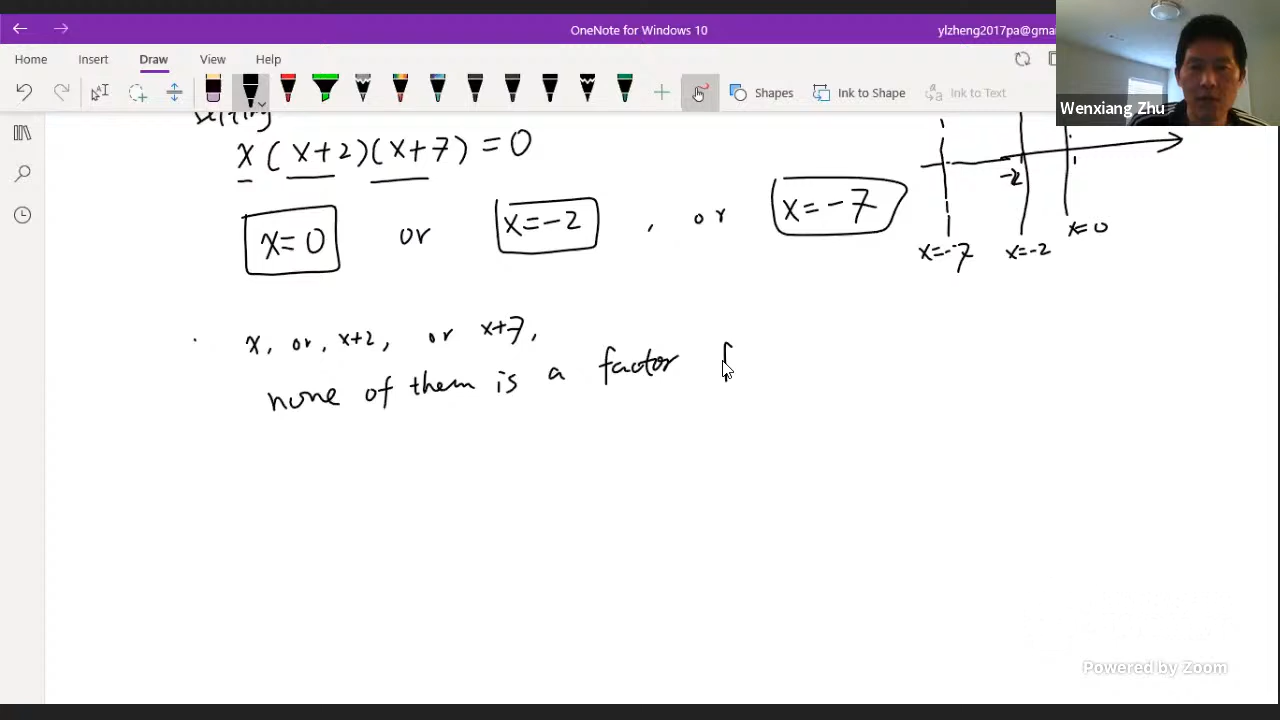 OneNote for Windows 10
ylzheng2017pa@gma
Home Insert Draw View Help
Shapes Ink to Shape Ink to Text
Wenxiang Zhu
setting
x(x+2)(x+7)=0
x=0 or x=-2, or x=-7
-2
x=-7 x=-2 x=0
x, or, x+2, or x+7,
none of them is a factor f
Powered by Zoom